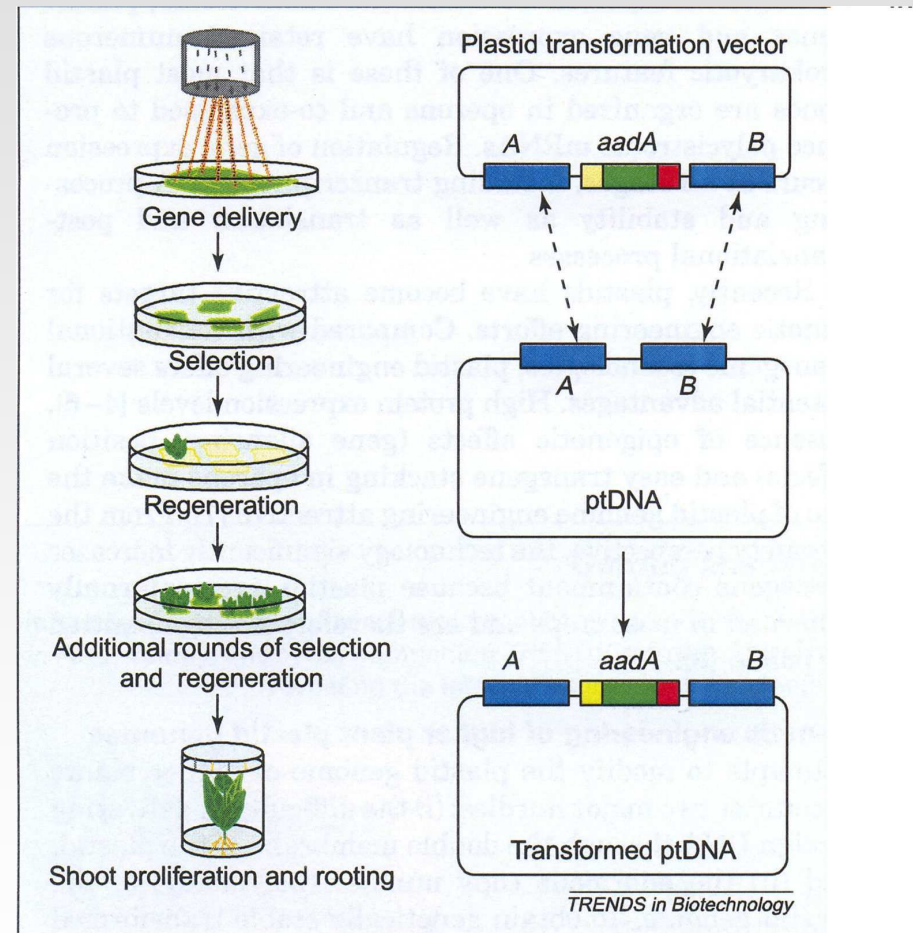 Plastid transformation vector
A aadA B
Gene delivery
Selection
A B
Regeneration
ptDNA
Additional rounds of selection
and regeneration
A aadA B
Transformed ptDNA
Shoot proliferation and rooting
TRENDS in Biotechnology